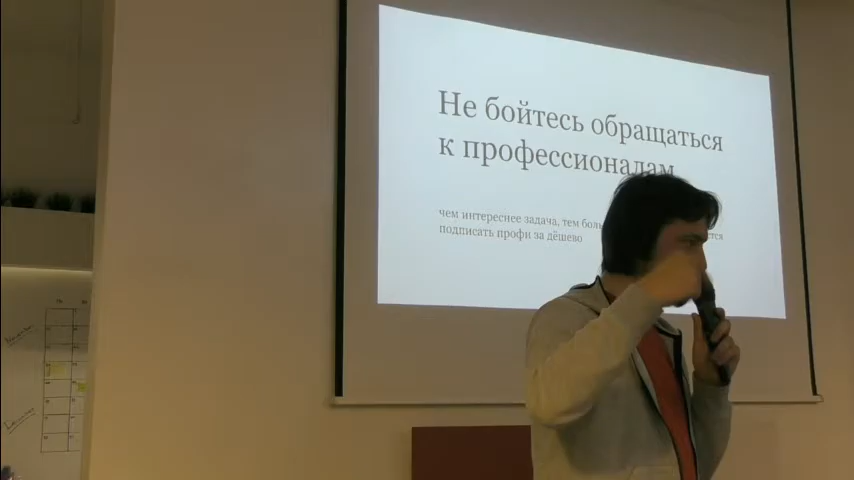 Не бойтесь обращаться
к профессионалам
чем интереснее задача, тем
подписать профи за дёшево